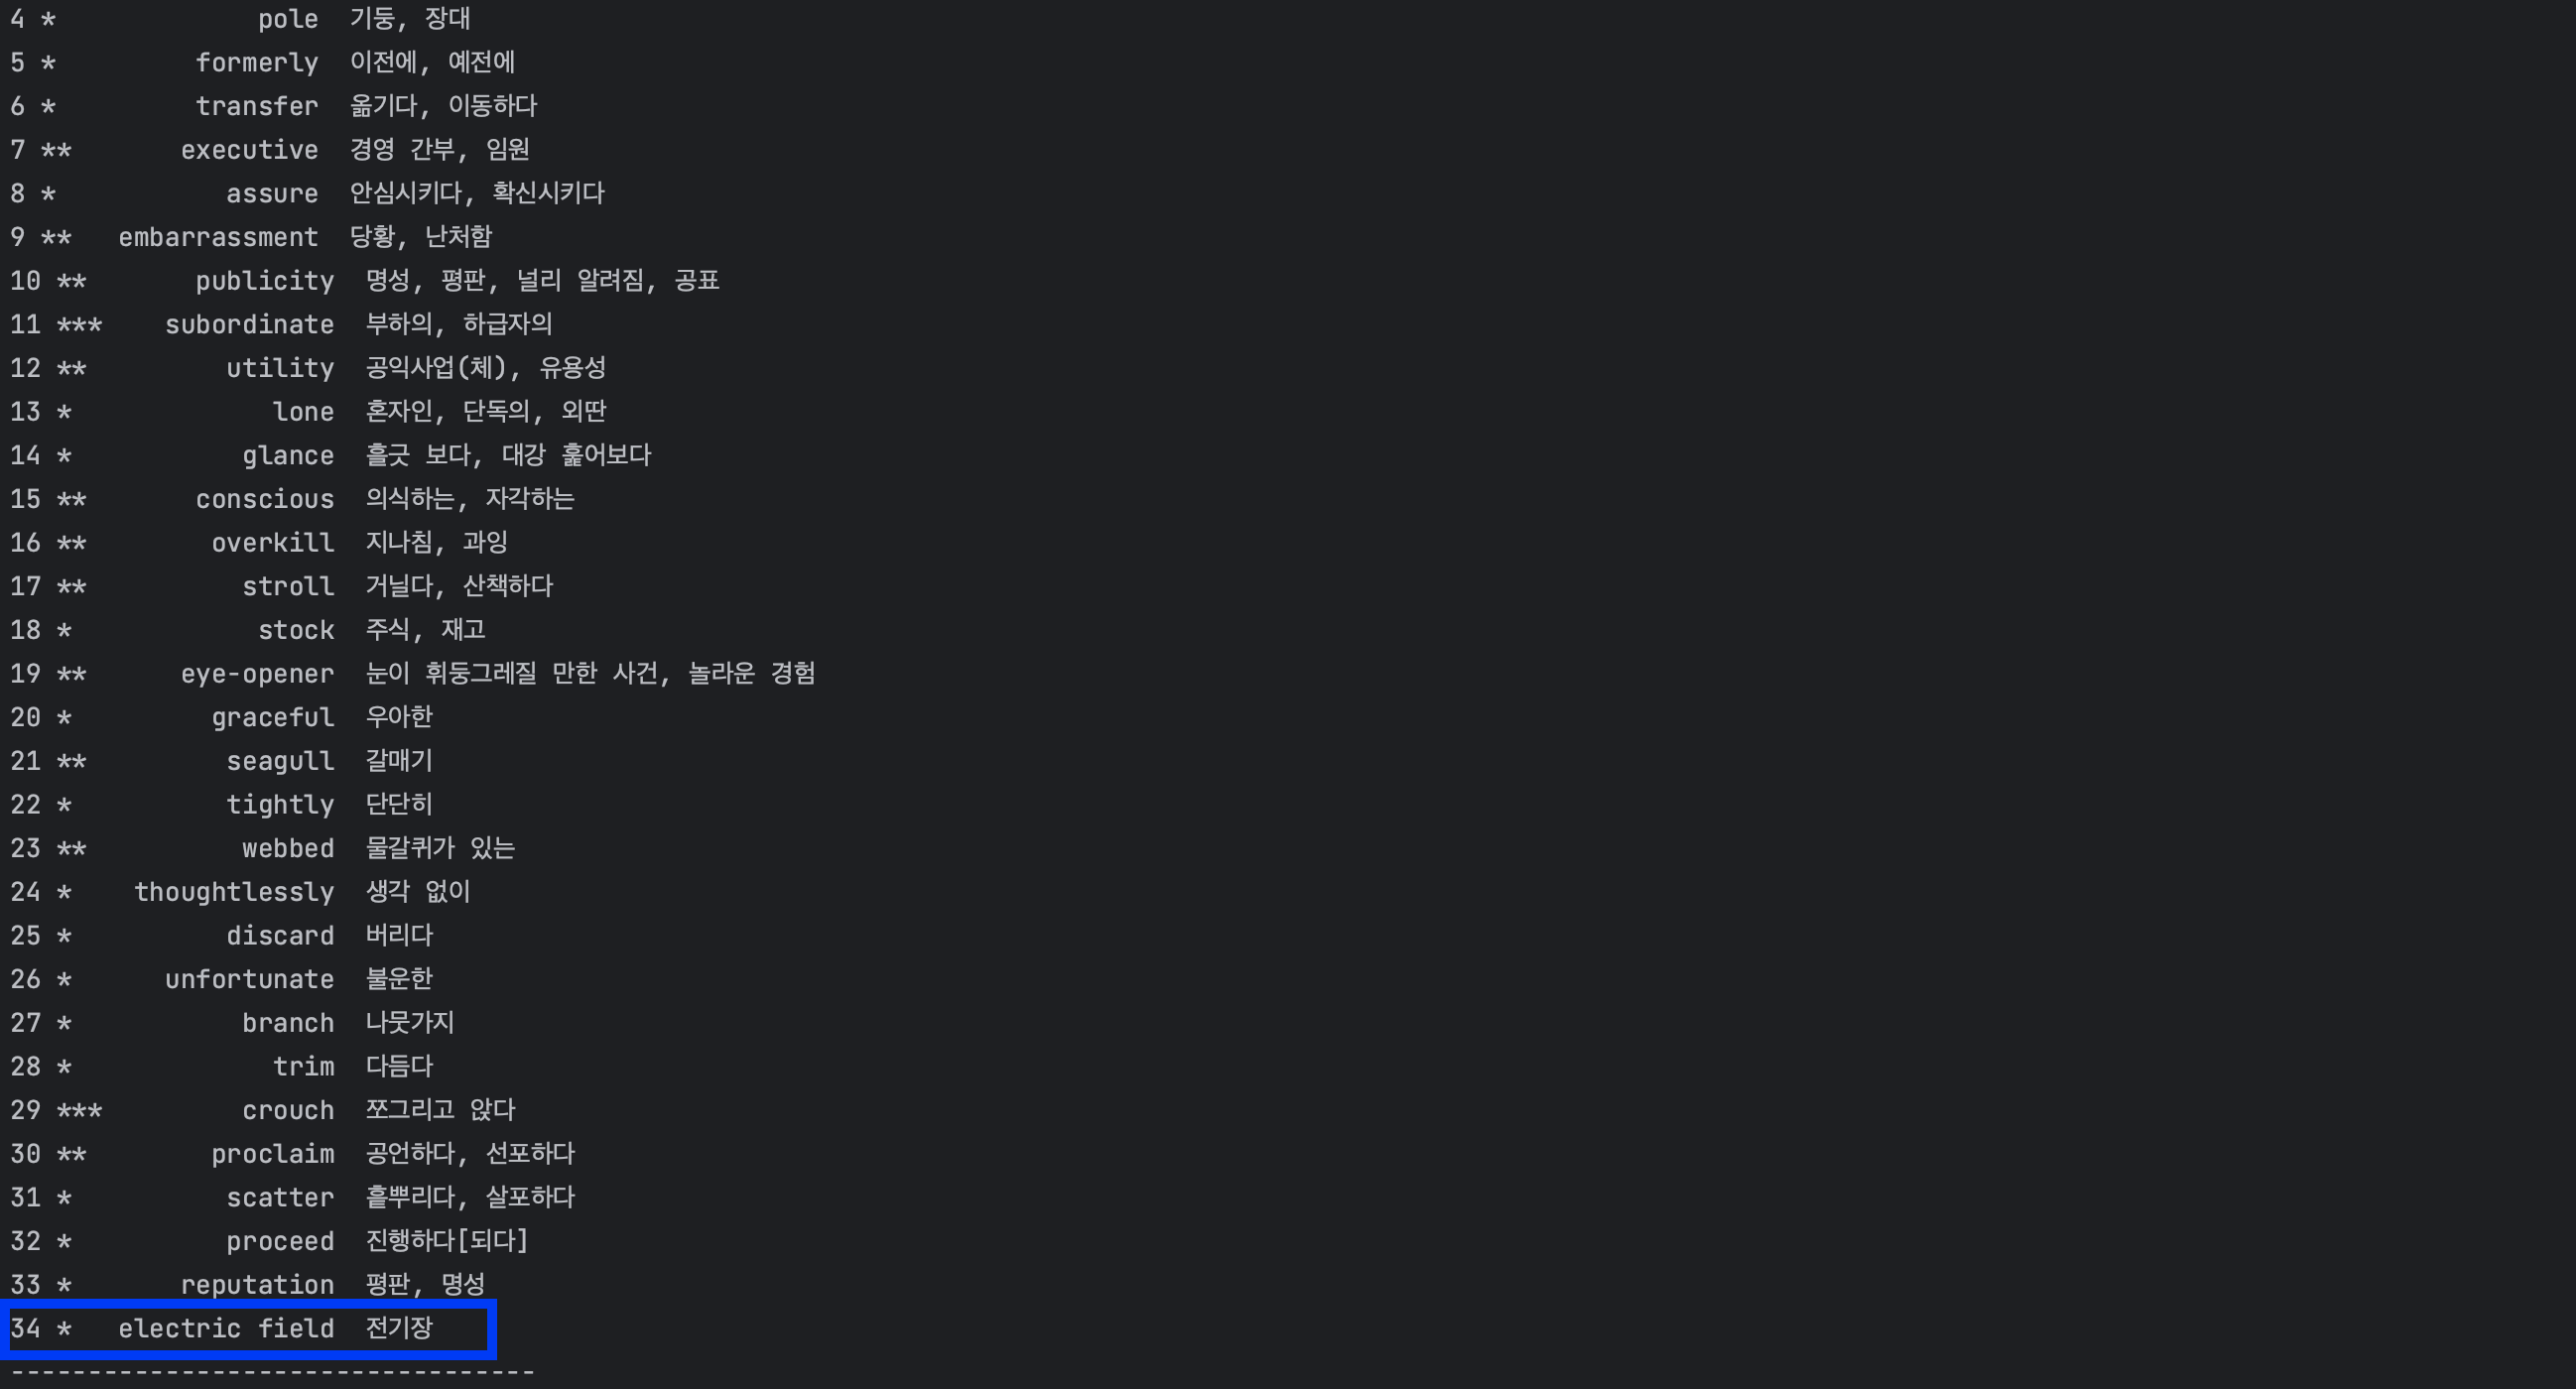 4 * pole 기둥, 장대
5 * formerly 이전에, 예전에
6 * transfer 옮기다, 이동하다
7 ** executive 경영 간부, 임원
8 * assure 안심시키다, 확신시키다
9 ** embarrassment 당황, 난처함
10 ** publicity 명성, 평판, 널리 알려짐, 공표
11 *** subordinate 부하의, 하급자의
12 ** utility 공익사업(체), 유용성
13 * lone 혼자인, 단독의, 외딴
14 * glance 흘긋 보다, 대강 훑어보다
15 ** conscious 의식하는, 자각하는
16 ** overkill 지나침, 과잉
17 ** stroll 거닐다, 산책하다
18 * stock 주식, 재고
19 ** eye-opener 눈이 휘둥그레질 만한 사건, 놀라운 경험
20 * graceful 우아한
21 ** seagull 갈매기
22 * tightly 단단히
23 ** webbed 물갈퀴가 있는
24 * thoughtlessly 생각 없이
25 * discard 버리다
26 * unfortunate 불운한
27 * branch 나뭇가지
28 * trim 다듬다
29 *** crouch 쪼그리고 앉다
30 ** proclaim 공언하다, 선포하다
31 * scatter 흩뿌리다, 살포하다
32 * proceed 진행하다[되다]
33 * reputation 평판, 명성
34 * electric field 전기장
----------------------------------